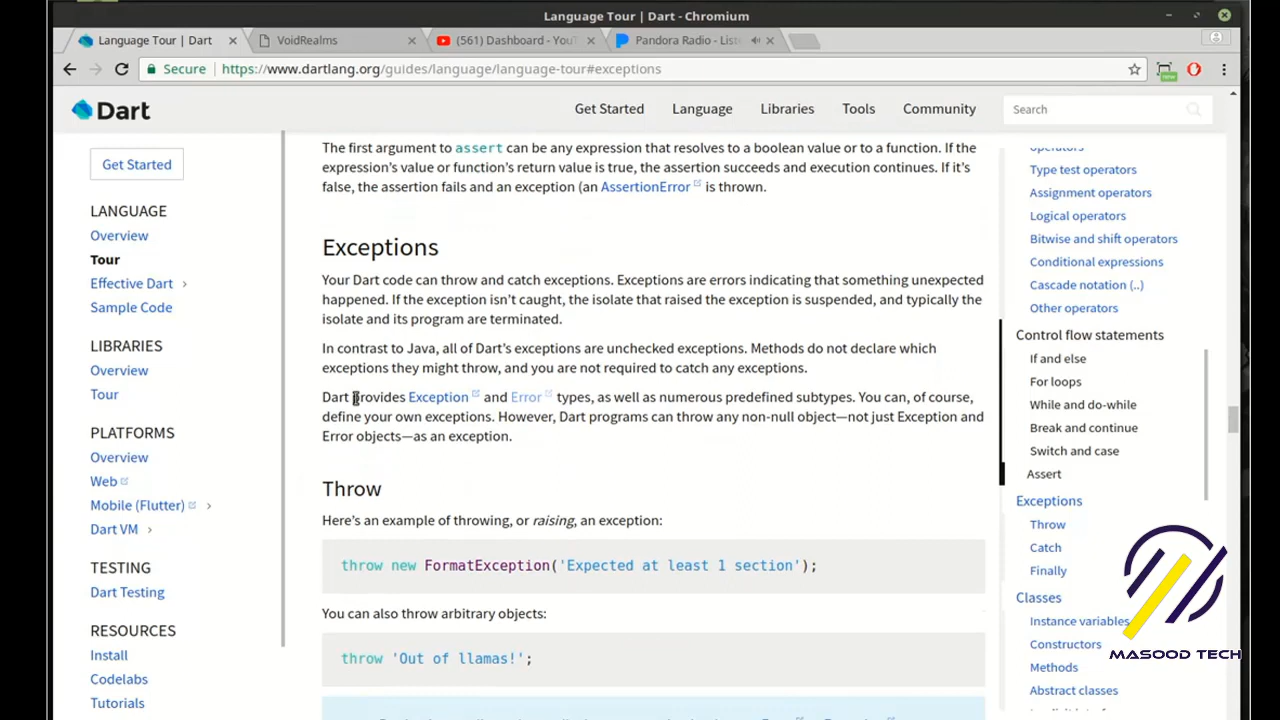 Language Tour | Dart - Chromium
Language Tour | Dart
VoidRealms
(561) Dashboard - You
Pandora Radio - List
Secure
https://www.dartlang.org/guides/language/language-tour#exceptions
new
Dart
Get Started
Language
Libraries
Tools
Community
Search
Get Started
LANGUAGE
Overview
Tour
Effective Dart
Sample Code
LIBRARIES
Overview
Tour
PLATFORMS
Overview
Web
Mobile (Flutter)
Dart VM
TESTING
Dart Testing
RESOURCES
Install
Codelabs
Tutorials
The first argument to assert can be any expression that resolves to a boolean value or to a function. If the
expression's value or function's return value is true, the assertion succeeds and execution continues. If it's
false, the assertion fails and an exception (an AssertionError is thrown.
Exceptions
Your Dart code can throw and catch exceptions. Exceptions are errors indicating that something unexpected
happened. If the exception isn't caught, the isolate that raised the exception is suspended, and typically the
isolate and its program are terminated.
In contrast to Java, all of Dart's exceptions are unchecked exceptions. Methods do not declare which
exceptions they might throw, and you are not required to catch any exceptions.
Dart provides Exception and Error types, as well as numerous predefined subtypes. You can, of course,
define your own exceptions. However, Dart programs can throw any non-null object—not just Exception and
Error objects—as an exception.
Throw
Here's an example of throwing, or raising, an exception:
throw new FormatException('Expected at least 1 section');
You can also throw arbitrary objects:
throw 'Out of llamas!';
operators
Type test operators
Assignment operators
Logical operators
Bitwise and shift operators
Conditional expressions
Cascade notation (..)
Other operators
Control flow statements
If and else
For loops
While and do-while
Break and continue
Switch and case
Assert
Exceptions
Throw
Catch
Finally
Classes
Instance variables
Constructors
Methods
Abstract classes
MASOOD TECH